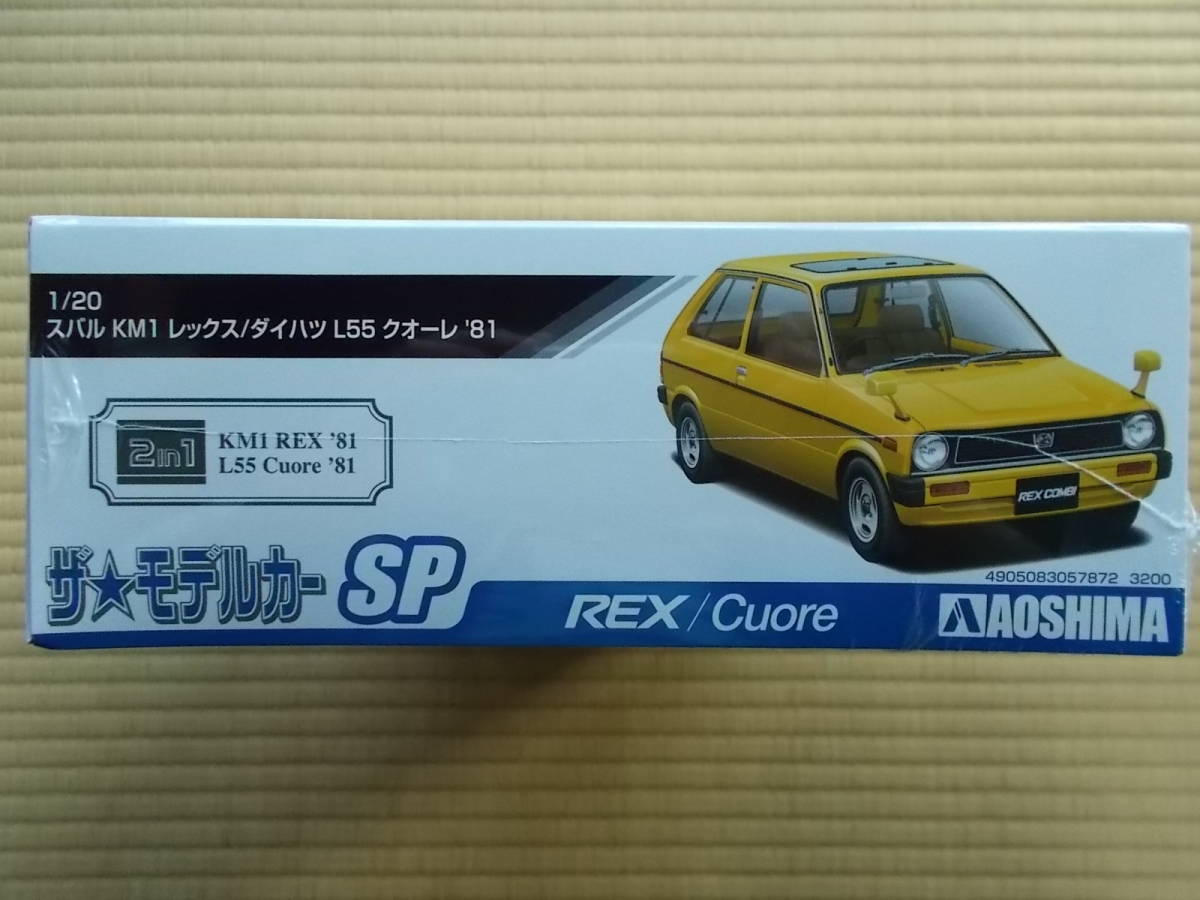 1/20
スバル KM1 レックス/ダイハツ L55 クオーレ '81
2in1
KM1 REX '81
L55 Cuore '81
REX COMBI
ザ★モデルカー SP
4905083057872 3200
REX/Cuore
AOSHIMA